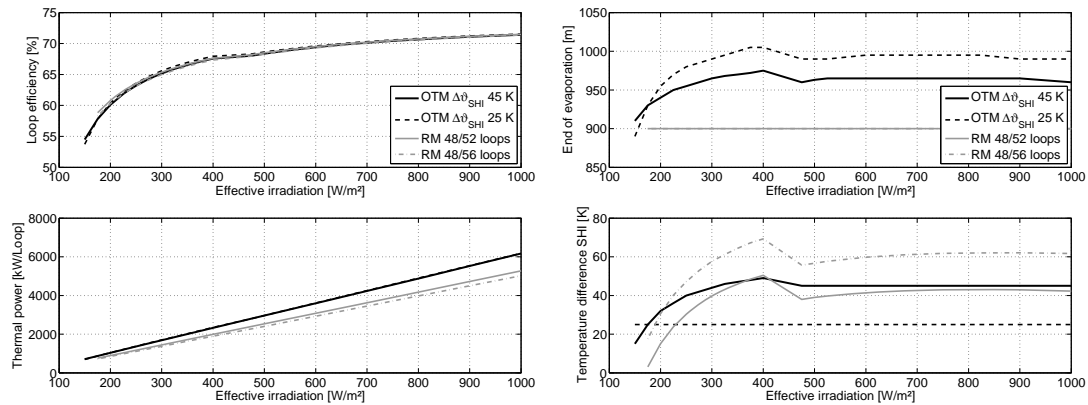 75
70
65
60
55
50
Loop efficiency [%]
OTM Δϑ_SHI 45 K
OTM Δϑ_SHI 25 K
RM 48/52 loops
RM 48/56 loops
100 200 300 400 500 600 700 800 900 1000
Effective irradiation [W/m²]
1050
1000
950
900
850
End of evaporation [m]
OTM Δϑ_SHI 45 K
OTM Δϑ_SHI 25 K
RM 48/52 loops
RM 48/56 loops
100 200 300 400 500 600 700 800 900 1000
Effective irradiation [W/m²]
8000
6000
4000
2000
0
Thermal power [kW/Loop]
100 200 300 400 500 600 700 800 900 1000
Effective irradiation [W/m²]
80
60
40
20
0
Temperature difference SHI [K]
100 200 300 400 500 600 700 800 900 1000
Effective irradiation [W/m²]